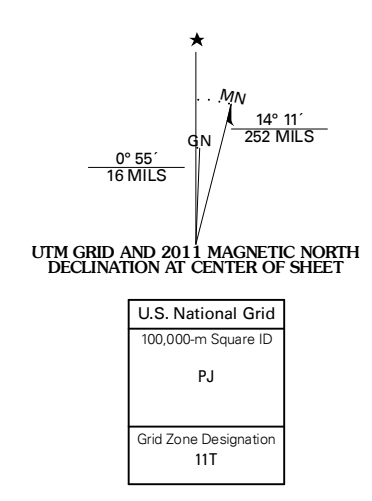 ★
MN
GN
14° 11´
252 MILS
0° 55´
16 MILS
UTM GRID AND 2011 MAGNETIC NORTH
DECLINATION AT CENTER OF SHEET
U.S. National Grid
100,000-m Square ID
PJ
Grid Zone Designation
11T